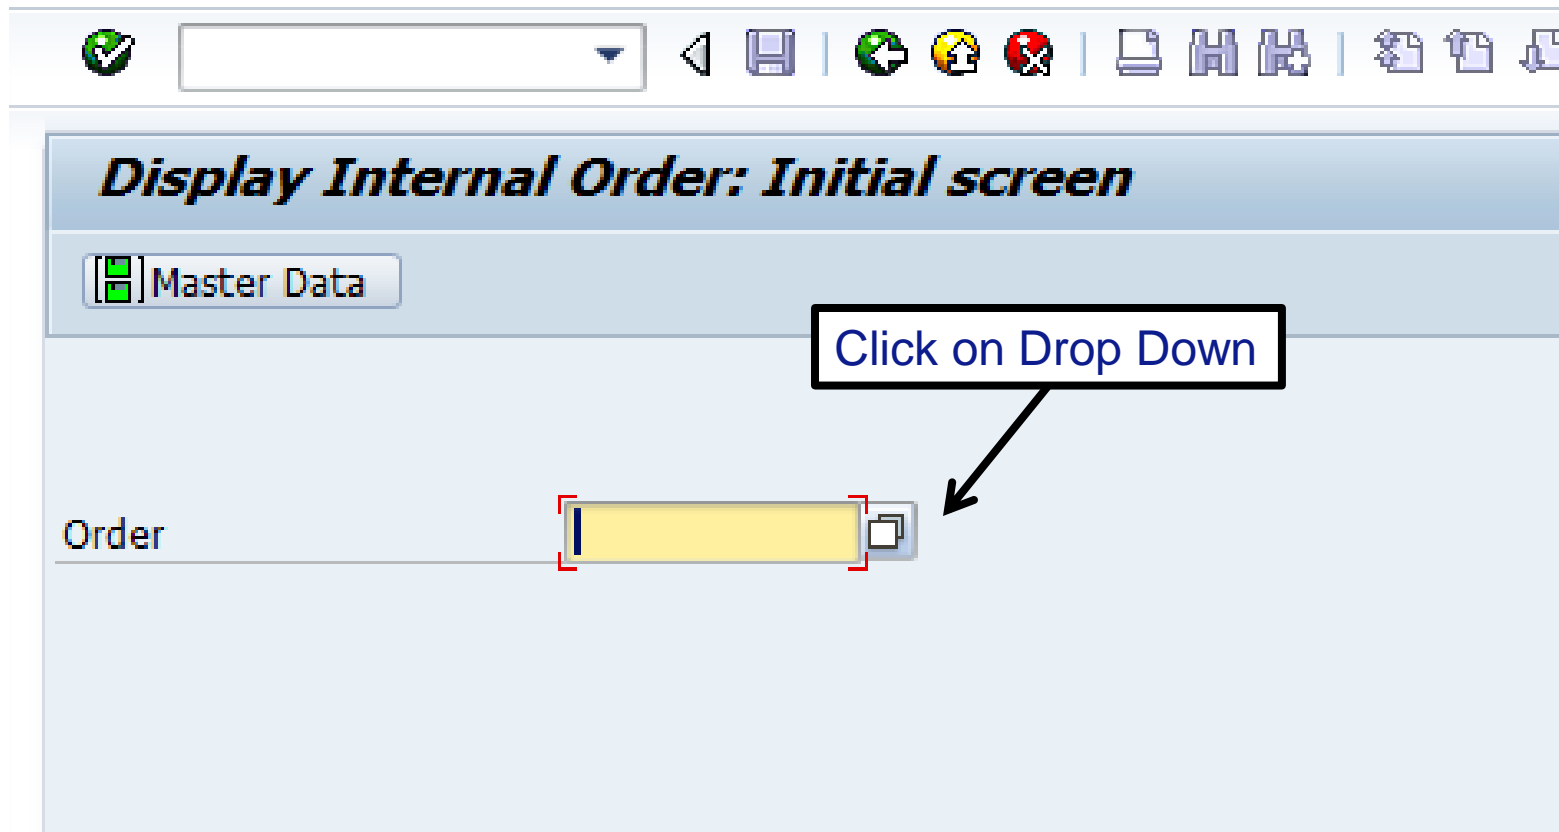 Display Internal Order: Initial screen
Master Data
Click on Drop Down
Order